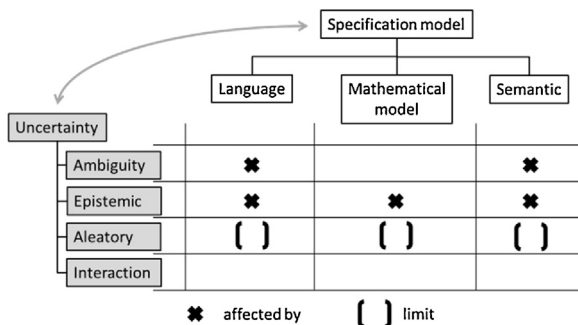 Specification model
Language
Mathematical
model
Semantic
Uncertainty
Ambiguity
Epistemic
Aleatory
Interaction
affected by
limit